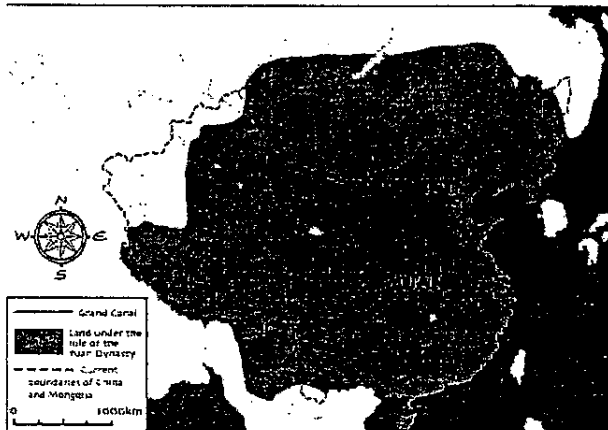 N
W E
S
Grand Canal
Land under the
rule of the
Yuan Dynasty
Current
boundaries of China
and Mongolia
0 1000km